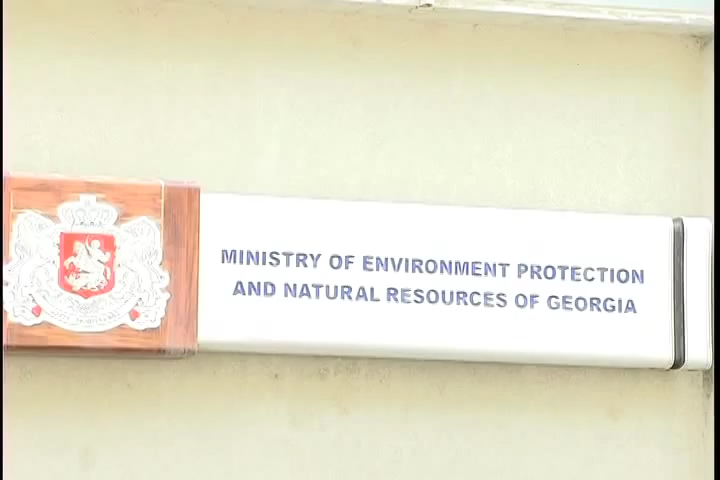 MINISTRY OF ENVIRONMENT PROTECTION
AND NATURAL RESOURCES OF GEORGIA